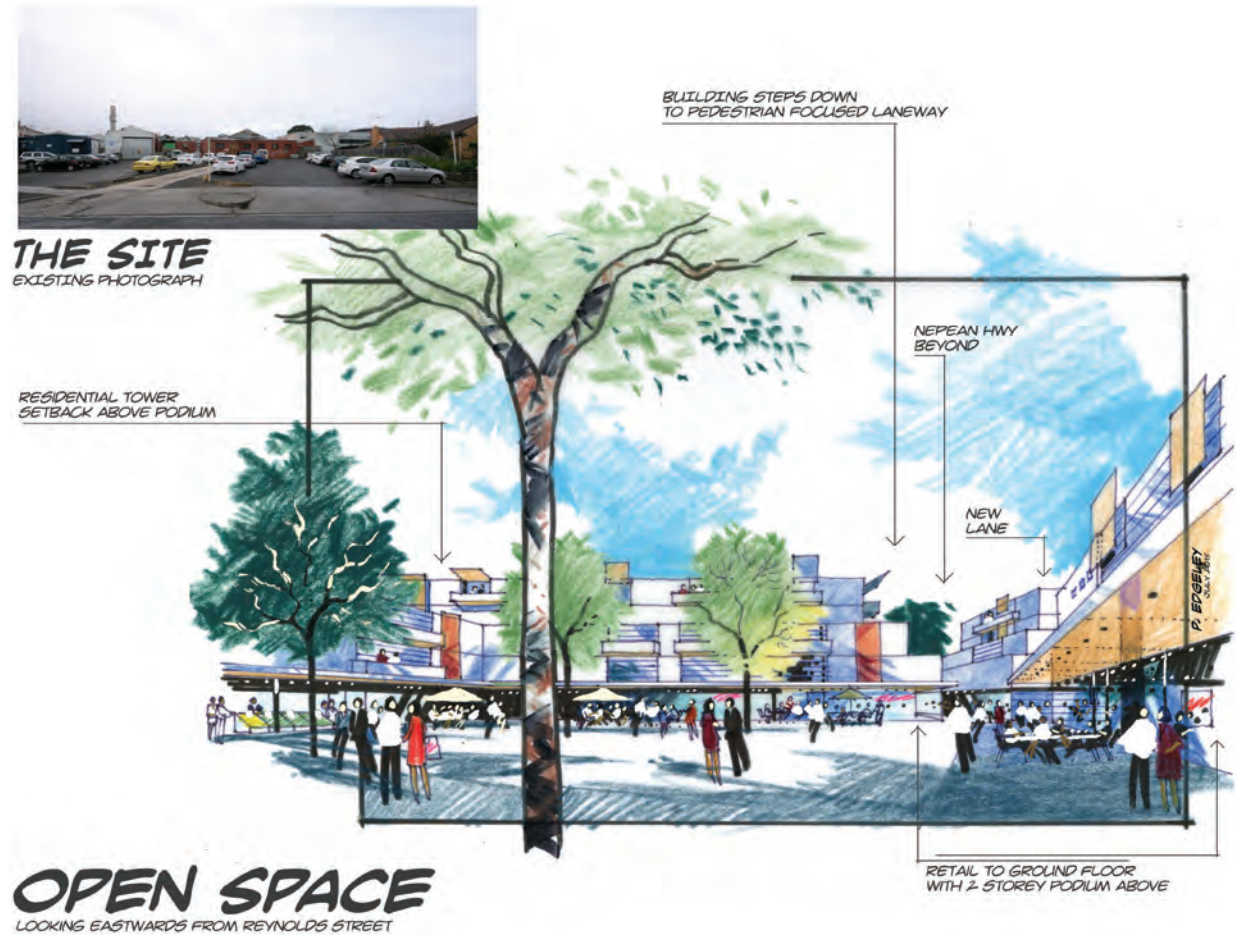 THE SITE
EXISTING PHOTOGRAPH
BUILDING STEPS DOWN
TO PEDESTRIAN FOCUSED LANEWAY
NEPEAN HWY
BEYOND
RESIDENTIAL TOWER
SETBACK ABOVE PODIUM
NEW
LANE
P. EDGELEY
JULY 2015
RETAIL TO GROUND FLOOR
WITH 2 STOREY PODIUM ABOVE
OPEN SPACE
LOOKING EASTWARDS FROM REYNOLDS STREET